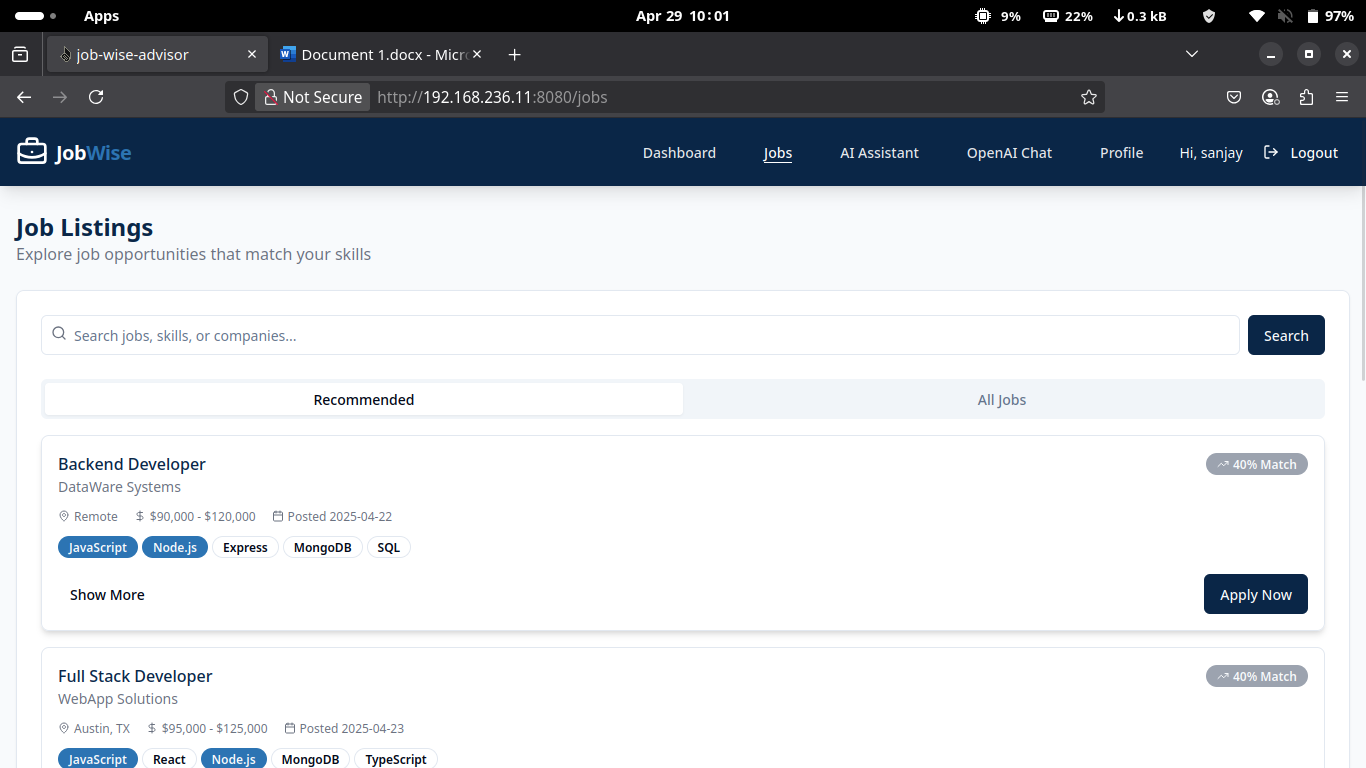 Apps
Apr 29 10:01
9%
22%
0.3 kB
97%
job-wise-advisor
Document 1.docx - Micr
Not Secure
http://192.168.236.11:8080/jobs
JobWise
Dashboard
Jobs
AI Assistant
OpenAI Chat
Profile
Hi, sanjay
Logout
Job Listings
Explore job opportunities that match your skills
Search jobs, skills, or companies...
Search
Recommended
All Jobs
Backend Developer
40% Match
DataWare Systems
Remote $ $90,000 - $120,000 Posted 2025-04-22
JavaScript Node.js Express MongoDB SQL
Show More
Apply Now
Full Stack Developer
40% Match
WebApp Solutions
Austin, TX $ $95,000 - $125,000 Posted 2025-04-23
JavaScript React Node.js MongoDB TypeScript